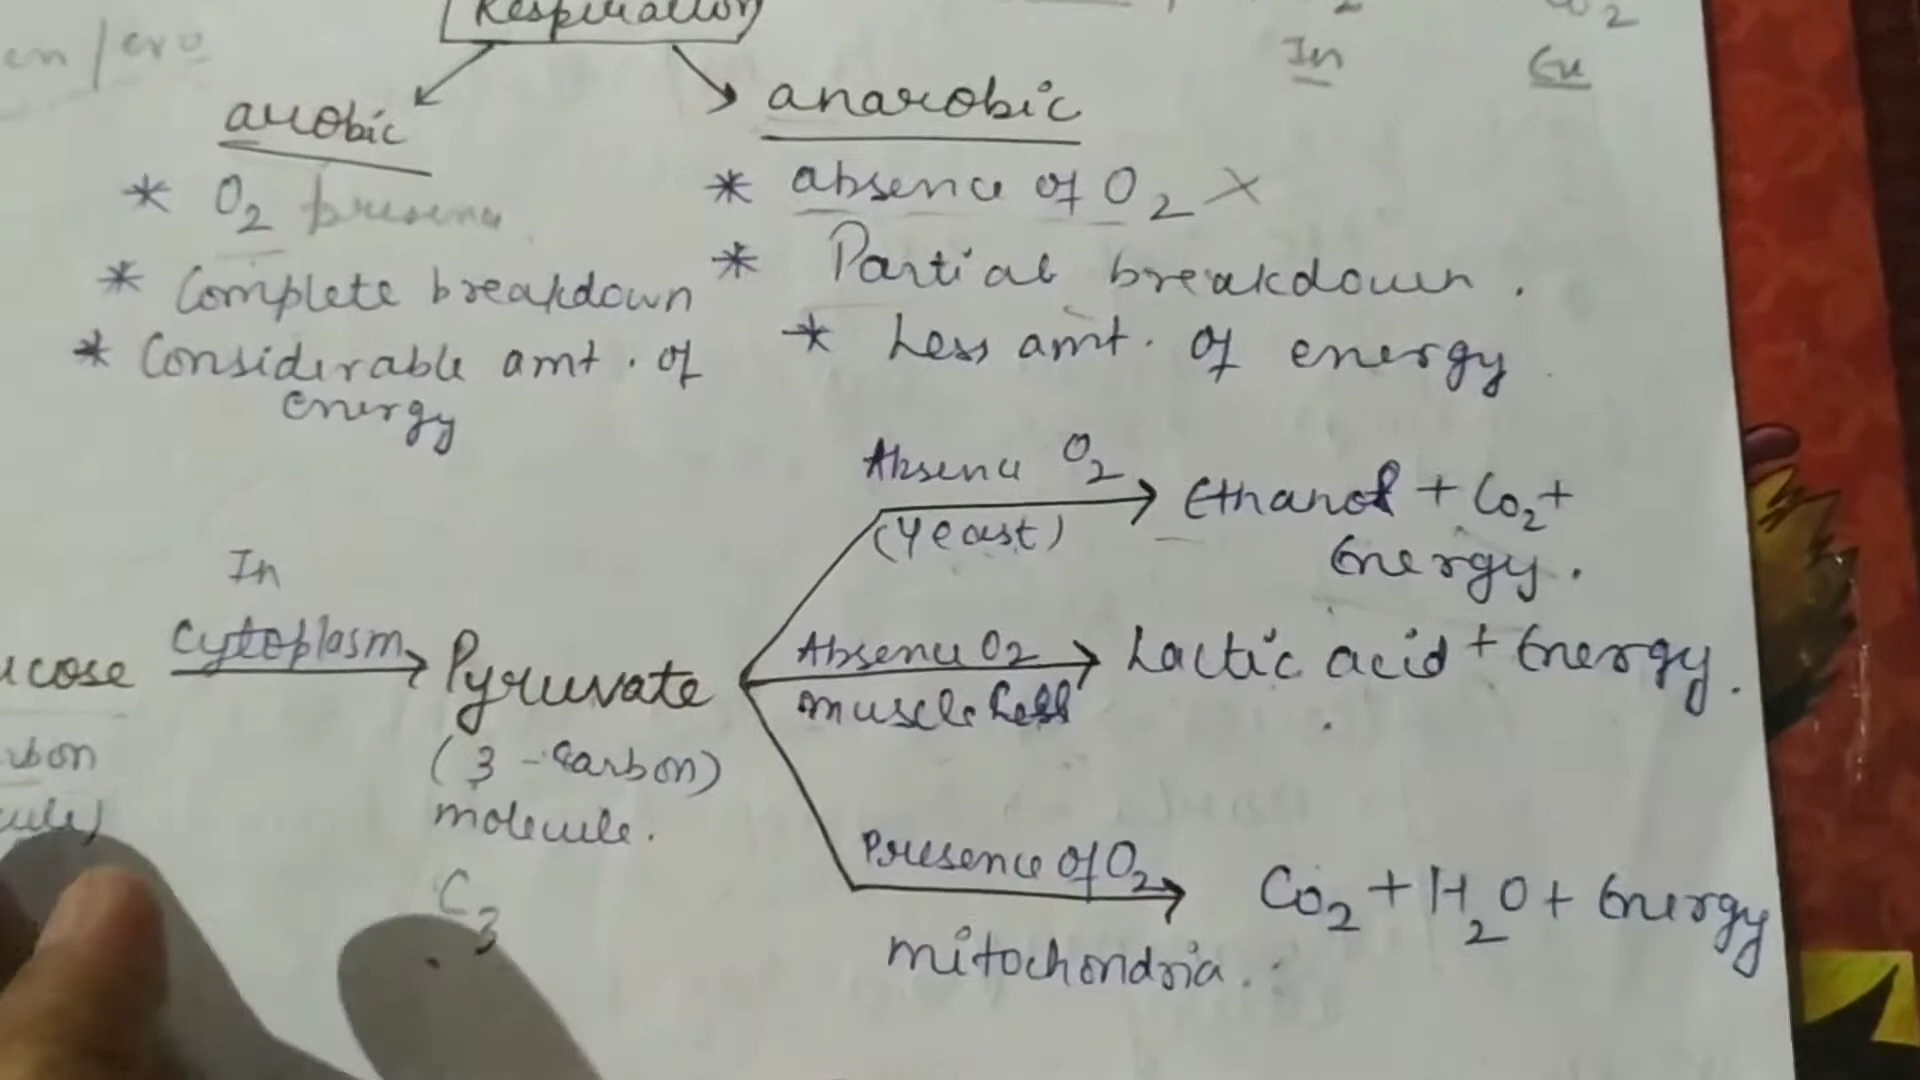 Respiration
In
aerobic
anarobic
* O2 presence
* absence of O2 X
* Complete breakdown
* Partial breakdown.
* Considerable amt. of energy
* Less amt. of energy
Absence O2
(Yeast)
Ethanol + Co2 + Energy.
In Cytoplasm
Pyruvate
(3 - Carbon)
molecule.
C3
Absence O2
Lactic acid + Energy.
Presence of O2
mitochondria.
Co2 + H2O + Energy